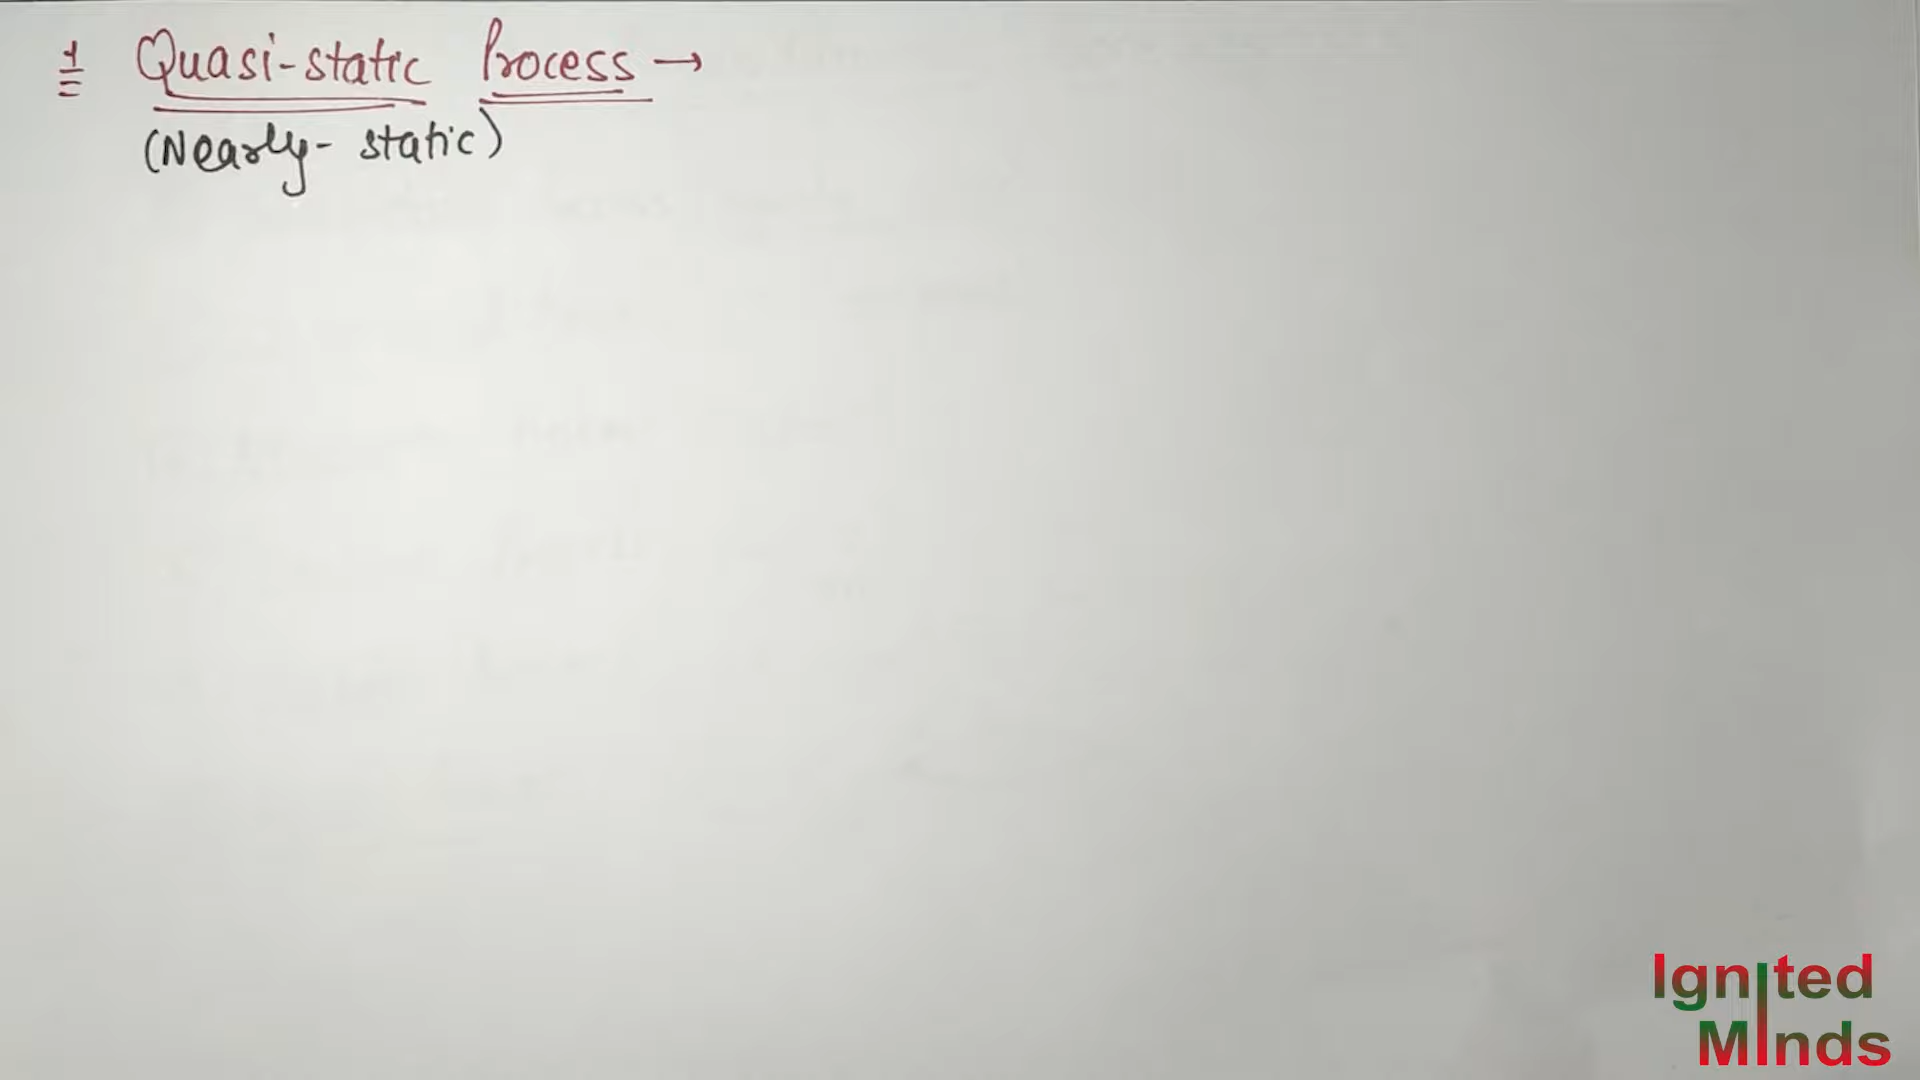 1 Quasi-static Process →
(Nearly- static)
Ignited
Minds